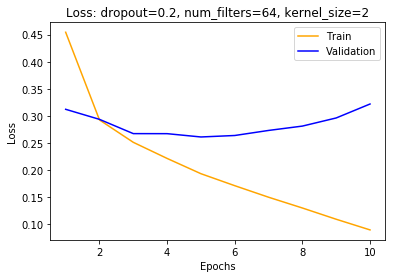 Loss: dropout=0.2, num_filters=64, kernel_size=2
Train
Validation
0.45
0.40
0.35
0.30
0.25
0.20
0.15
0.10
Loss
2 4 6 8 10
Epochs